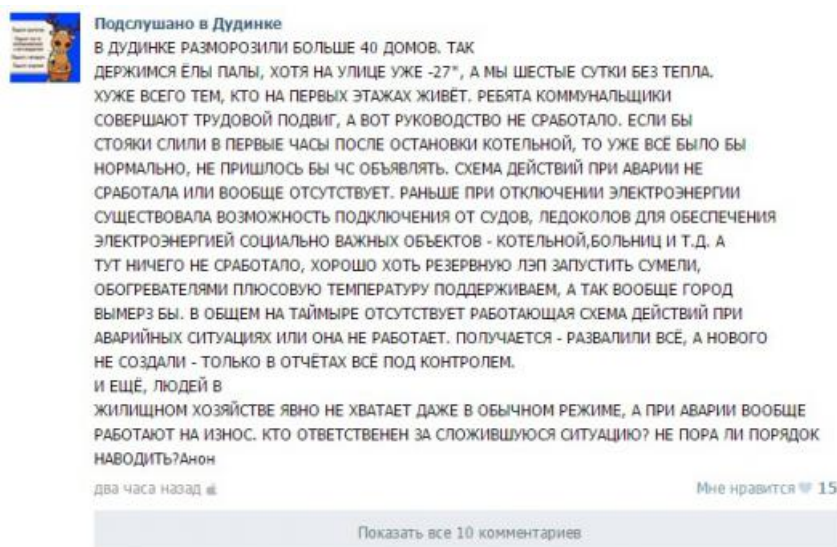 Подслушано в Дудинке
В ДУДИНКЕ РАЗМОРОЗИЛИ БОЛЬШЕ 40 ДОМОВ. ТАК
ДЕРЖИМСЯ ЁЛЫ ПАЛЫ, ХОТЯ НА УЛИЦЕ УЖЕ -27°, А МЫ ШЕСТЫЕ СУТКИ БЕЗ ТЕПЛА.
ХУЖЕ ВСЕГО ТЕМ, КТО НА ПЕРВЫХ ЭТАЖАХ ЖИВЁТ. РЕБЯТА КОММУНАЛЬЩИКИ
СОВЕРШАЮТ ТРУДОВОЙ ПОДВИГ, А ВОТ РУКОВОДСТВО НЕ СРАБОТАЛО. ЕСЛИ БЫ
СТОЯКИ СЛИЛИ В ПЕРВЫЕ ЧАСЫ ПОСЛЕ ОСТАНОВКИ КОТЕЛЬНОЙ, ТО УЖЕ ВСЁ БЫЛО БЫ
НОРМАЛЬНО, НЕ ПРИШЛОСЬ БЫ ЧС ОБЪЯВЛЯТЬ. СХЕМА ДЕЙСТВИЙ ПРИ АВАРИИ НЕ
СРАБОТАЛА ИЛИ ВООБЩЕ ОТСУТСТВУЕТ. РАНЬШЕ ПРИ ОТКЛЮЧЕНИИ ЭЛЕКТРОЭНЕРГИИ
СУЩЕСТВОВАЛА ВОЗМОЖНОСТЬ ПОДКЛЮЧЕНИЯ ОТ СУДОВ, ЛЕДОКОЛОВ ДЛЯ ОБЕСПЕЧЕНИЯ
ЭЛЕКТРОЭНЕРГИЕЙ СОЦИАЛЬНО ВАЖНЫХ ОБЪЕКТОВ - КОТЕЛЬНОЙ,БОЛЬНИЦ И Т.Д. А
ТУТ НИЧЕГО НЕ СРАБОТАЛО, ХОРОШО ХОТЬ РЕЗЕРВНУЮ ЛЭП ЗАПУСТИТЬ СУМЕЛИ,
ОБОГРЕВАТЕЛЯМИ ПЛЮСОВУЮ ТЕМПЕРАТУРУ ПОДДЕРЖИВАЕМ, А ТАК ВООБЩЕ ГОРОД
ВЫМЕРЗ БЫ. В ОБЩЕМ НА ТАЙМЫРЕ ОТСУТСТВУЕТ РАБОТАЮЩАЯ СХЕМА ДЕЙСТВИЙ ПРИ
АВАРИЙНЫХ СИТУАЦИЯХ ИЛИ ОНА НЕ РАБОТАЕТ. ПОЛУЧАЕТСЯ - РАЗВАЛИЛИ ВСЁ, А НОВОГО
НЕ СОЗДАЛИ - ТОЛЬКО В ОТЧЁТАХ ВСЁ ПОД КОНТРОЛЕМ.
И ЕЩЁ, ЛЮДЕЙ В
ЖИЛИЩНОМ ХОЗЯЙСТВЕ ЯВНО НЕ ХВАТАЕТ ДАЖЕ В ОБЫЧНОМ РЕЖИМЕ, А ПРИ АВАРИИ ВООБЩЕ
РАБОТАЮТ НА ИЗНОС. КТО ОТВЕТСТВЕНЕН ЗА СЛОЖИВШУЮСЯ СИТУАЦИЮ? НЕ ПОРА ЛИ ПОРЯДОК
НАВОДИТЬ?Анон
два часа назад
Мне нравится 15
Показать все 10 комментариев